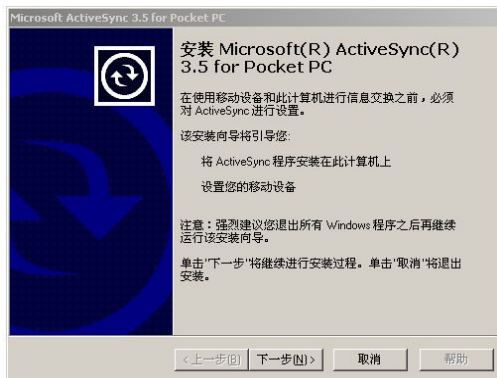 Microsoft ActiveSync 3.5 for Pocket PC
安装 Microsoft(R) ActiveSync(R)
3.5 for Pocket PC
在使用移动设备和此计算机进行信息交换之前，必须
对 ActiveSync 进行设置。
该安装向导将引导您:
将 ActiveSync 程序安装在此计算机上
设置您的移动设备
注意：强烈建议您退出所有 Windows 程序之后再继续
运行该安装向导。
单击"下一步"将继续进行安装过程。单击"取消"将退出
安装。
<上一步(B) 下一步(N)> 取消 帮助